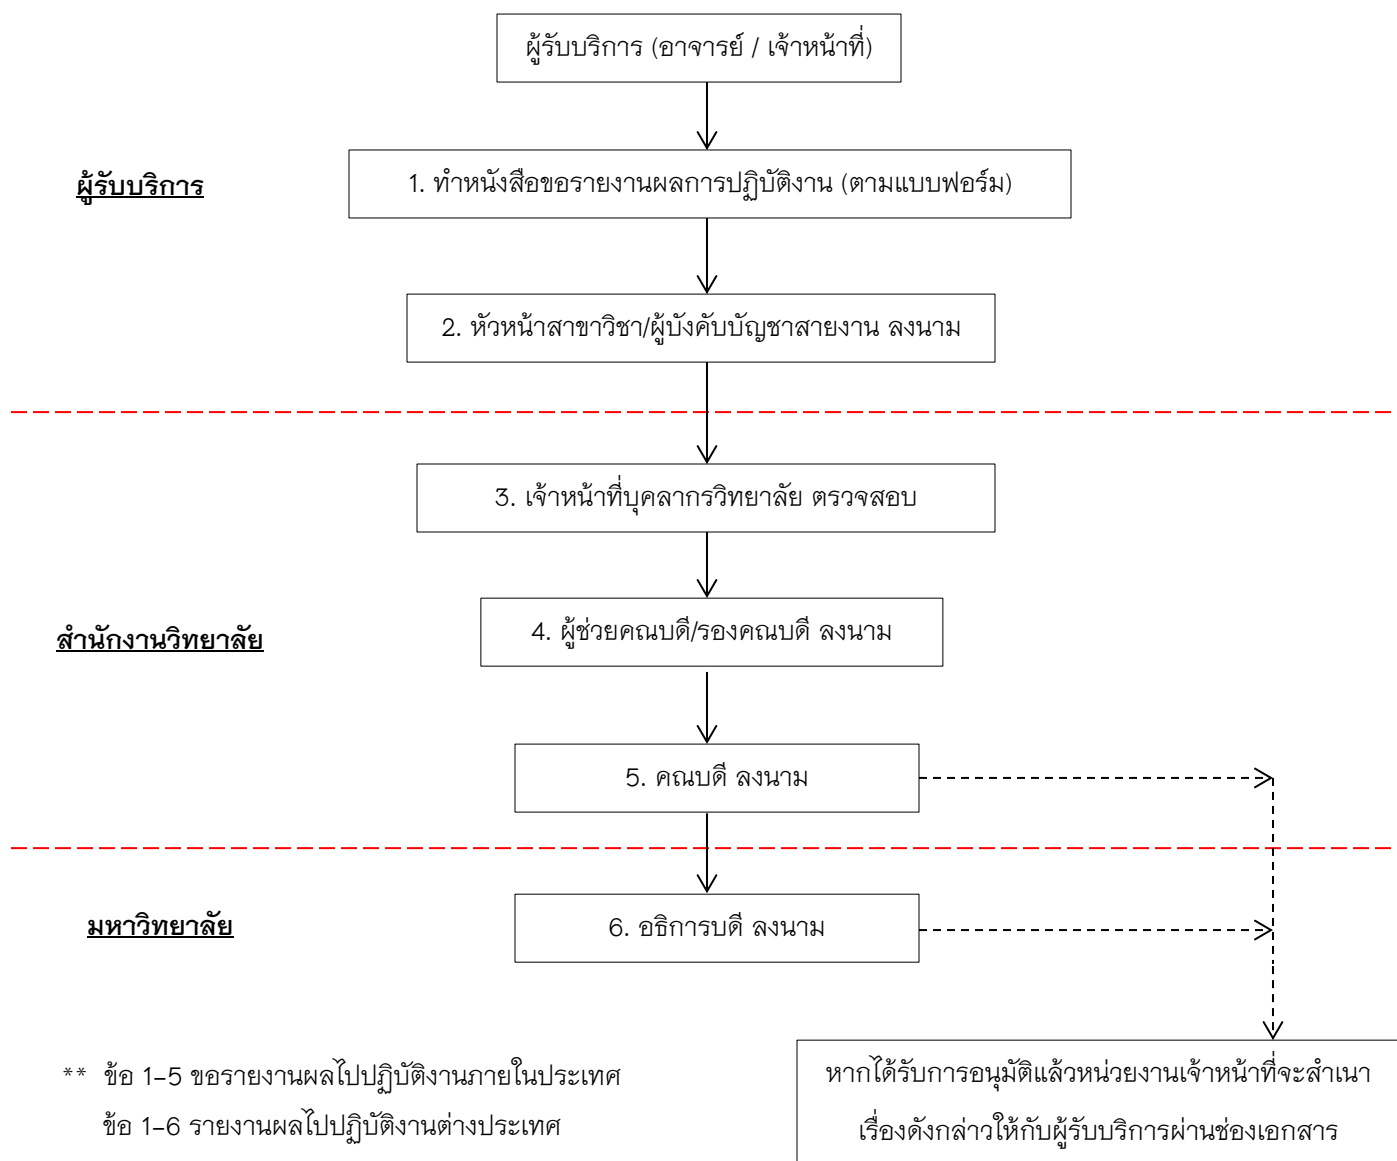 ผู้รับบริการ (อาจารย์ / เจ้าหน้าที่)
ผู้รับบริการ
1. ทำหนังสือขอรายงานผลการปฏิบัติงาน (ตามแบบฟอร์ม)
2. หัวหน้าสาขาวิชา/ผู้บังคับบัญชาสายงาน ลงนาม
3. เจ้าหน้าที่บุคลากรวิทยาลัย ตรวจสอบ
สำนักงานวิทยาลัย
4. ผู้ช่วยคณบดี/รองคณบดี ลงนาม
5. คณบดี ลงนาม
มหาวิทยาลัย
6. อธิการบดี ลงนาม
** ข้อ 1-5 ขอรายงานผลไปปฏิบัติงานภายในประเทศ
ข้อ 1-6 รายงานผลไปปฏิบัติงานต่างประเทศ
หากได้รับการอนุมัติแล้วหน่วยงานเจ้าหน้าที่จะสำเนา
เรื่องดังกล่าวให้กับผู้รับบริการผ่านช่องเอกสาร